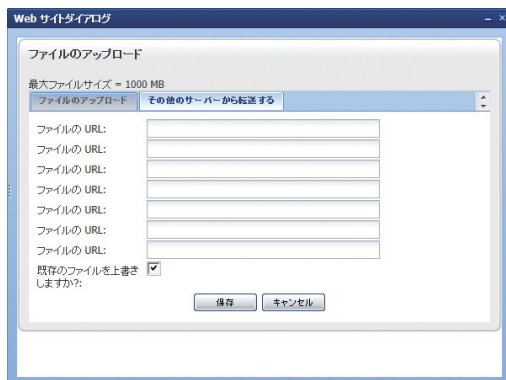 Web サイトダイアログ
ファイルのアップロード
最大ファイルサイズ = 1000 MB
ファイルのアップロード その他のサーバーから転送する
ファイルの URL:
ファイルの URL:
ファイルの URL:
ファイルの URL:
ファイルの URL:
ファイルの URL:
ファイルの URL:
既存のファイルを上書き
しますか?:
保存 キャンセル